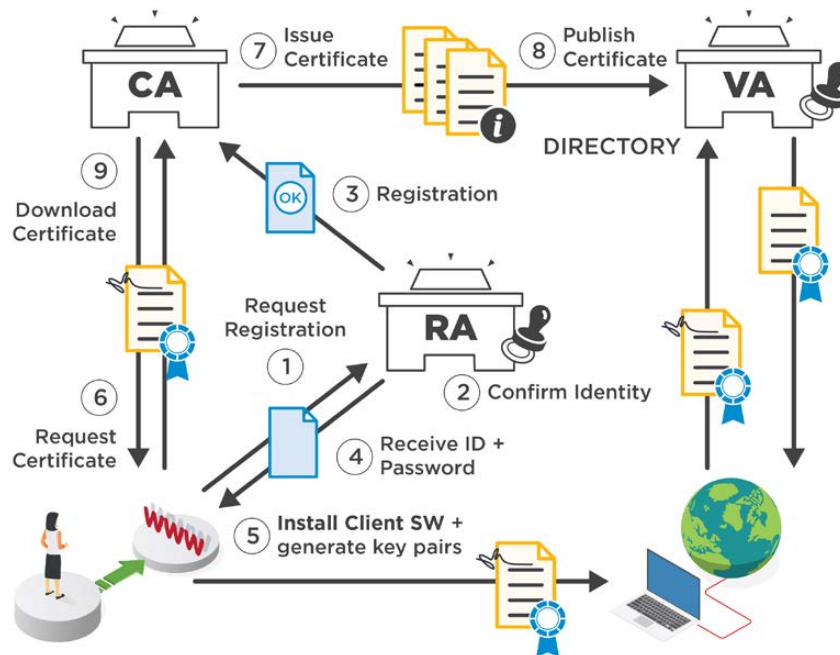 CA
7
Issue
Certificate
8
Publish
Certificate
VA
i
DIRECTORY
9
Download
Certificate
OK
3
Registration
Request
Registration
1
RA
2
Confirm Identity
6
Request
Certificate
4
Receive ID +
Password
WWW
5
Install Client SW +
generate key pairs